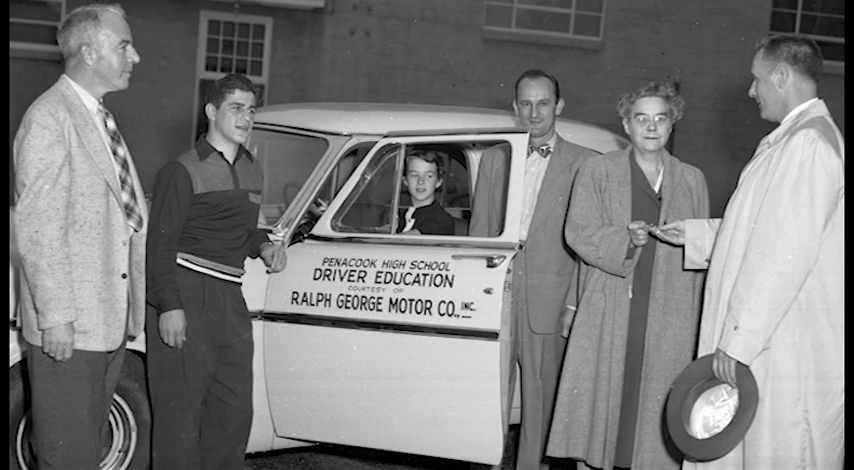 PENACOOK HIGH SCHOOL
DRIVER EDUCATION
COURTESY OF
RALPH GEORGE MOTOR CO., INC.